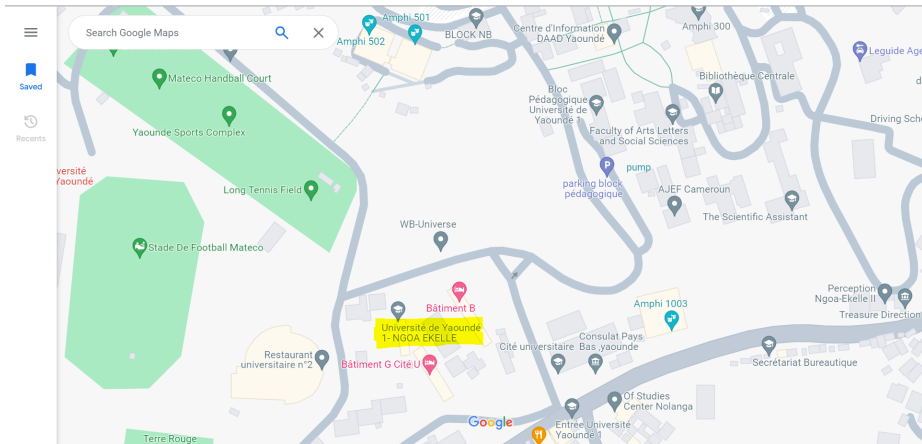 Search Google Maps
Saved
Recents
Amphi 501
Amphi 502
BLOCK NB
Centre d'Information
DAAD Yaoundé
Amphi 300
Leguide Age
Mateco Handball Court
Yaounde Sports Complex
Long Tennis Field
Stade De Football Mateco
versité
Yaoundé
Bloc
Pédagogique
Université de
Yaoundé 1
Bibliothèque Centrale
Driving Scho
Faculty of Arts Letters
and Social Sciences
P
pump
parking block
pédagogique
AJEF Cameroun
The Scientific Assistant
WB-Universe
Bâtiment B
Université de Yaoundé
1- NGOA EKELLE
Bâtiment G Cité U
Restaurant
universitaire n°2
Amphi 1003
Perception
Ngoa-Ekelle II
Treasure Direction
Cité universitaire
Consulat Pays
Bas yaounde
Secrétariat Bureautique
Of Studies
Center Nolanga
Entrée Université
Yaoundé 1
Google
Terre Rouge